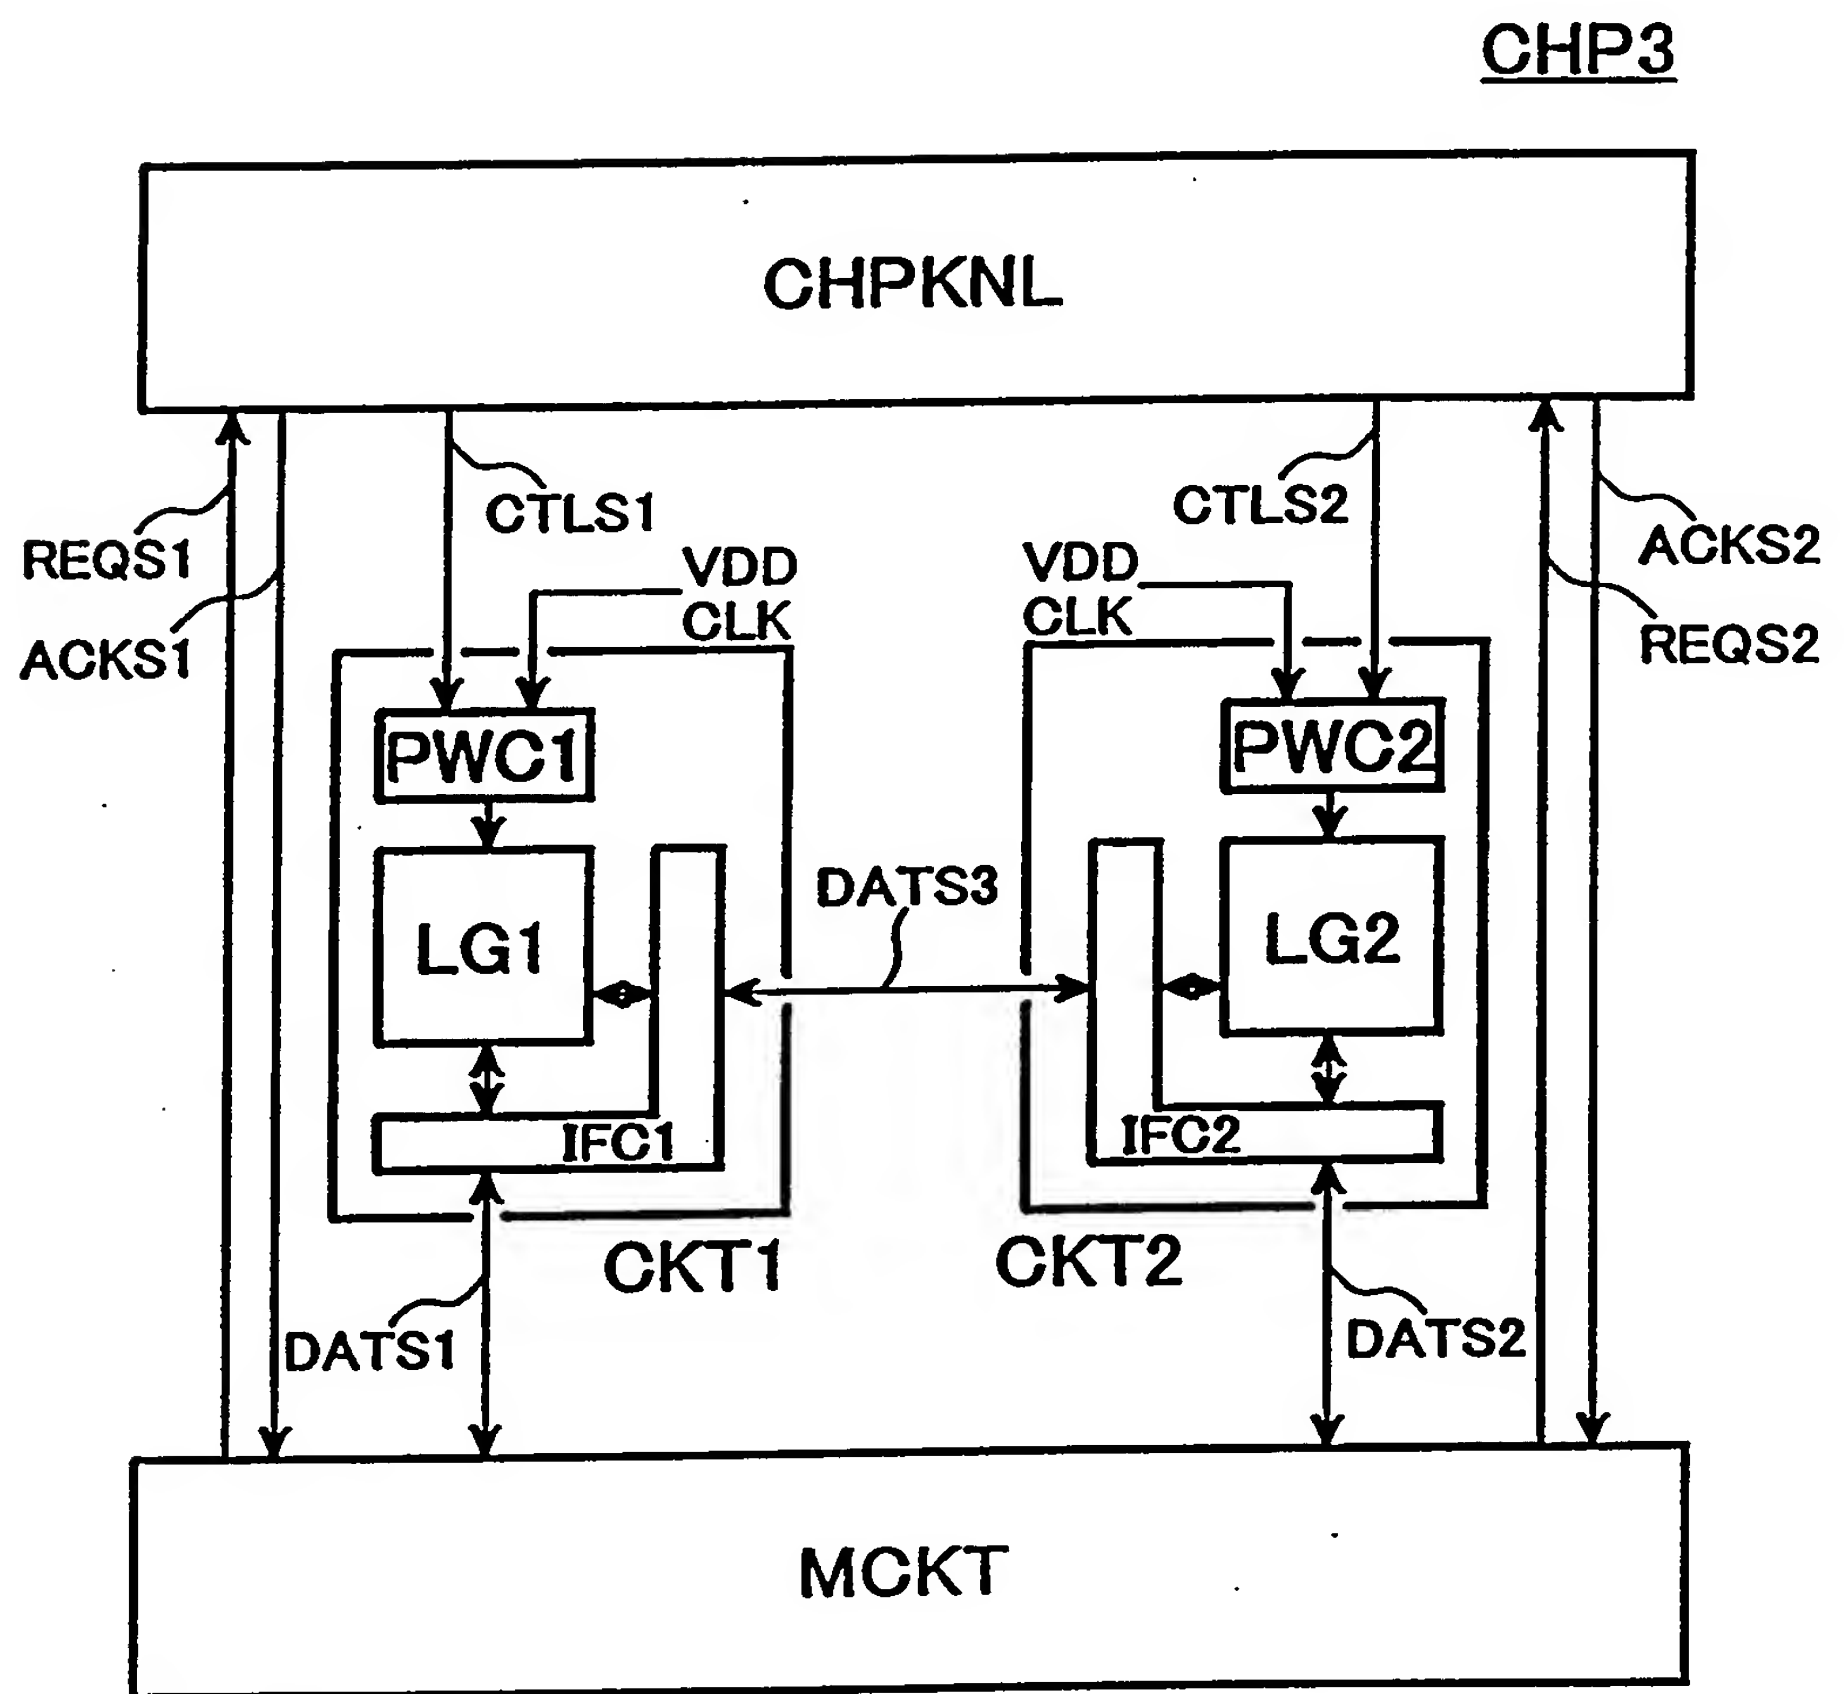 CHP3
CHPKNL
CTLS1
CTLS2
REQS1
ACKS2
VDD
CLK
VDD
CLK
ACKS1
REQS2
PWC1
PWC2
DATS3
LG1
LG2
IFC1
IFC2
CKT1
CKT2
DATS1
DATS2
MCKT